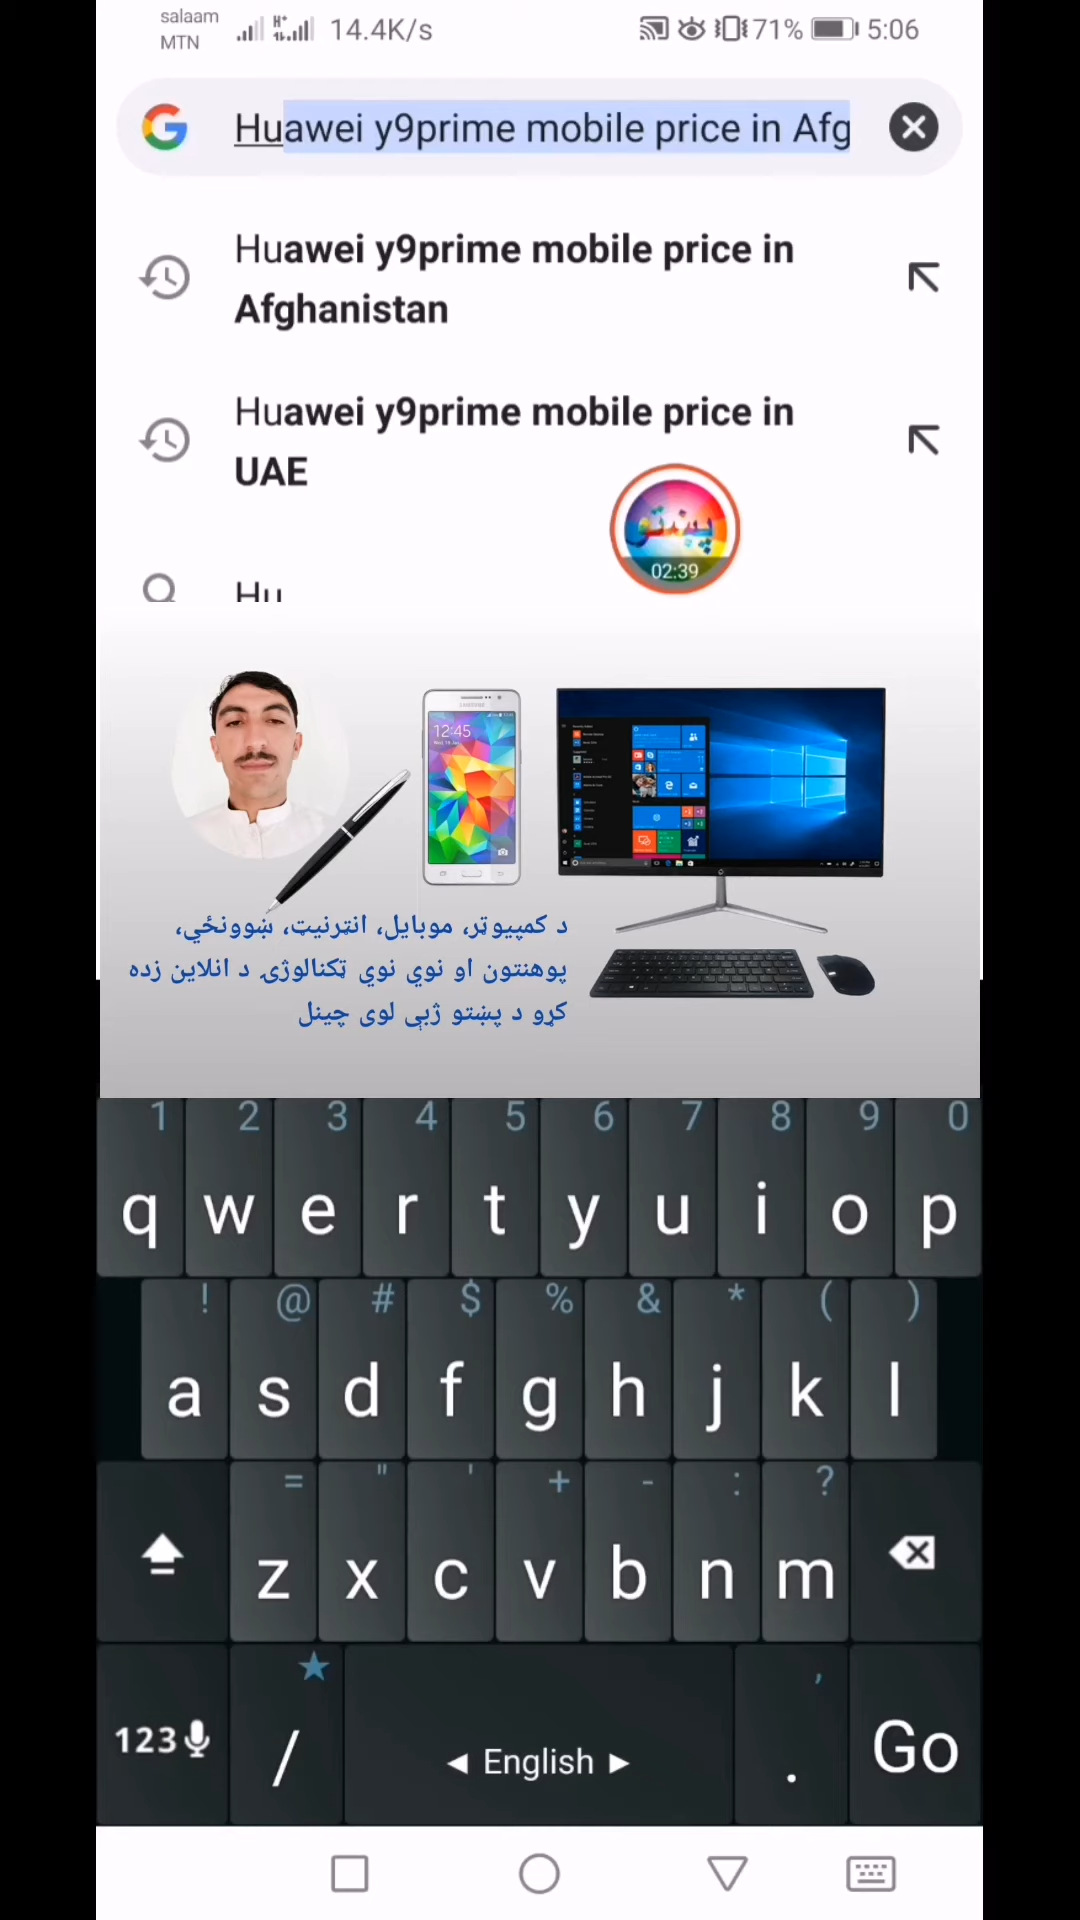 salaam
MTN
H+
14.4K/s
71%
5:06
Huawei y9prime mobile price in Afg
Huawei y9prime mobile price in
Afghanistan
Huawei y9prime mobile price in
UAE
پښتو
02:39
Hu
SAMSUNG
12:45
د کمپیوټر، موبایل، انټرنیټ، ښوونځي،
پوهنتون او نوي نوي ټکنالوژۍ د انلاین زده
کړو د پښتو ژبې لوی چینل
1 2 3 4 5 6 7 8 9 0
q w e r t y u i o p
! @ # $ % & * ( )
a s d f g h j k l
= " ' + - : ?
z x c v b n m
,
123 / ◄ English ► . Go